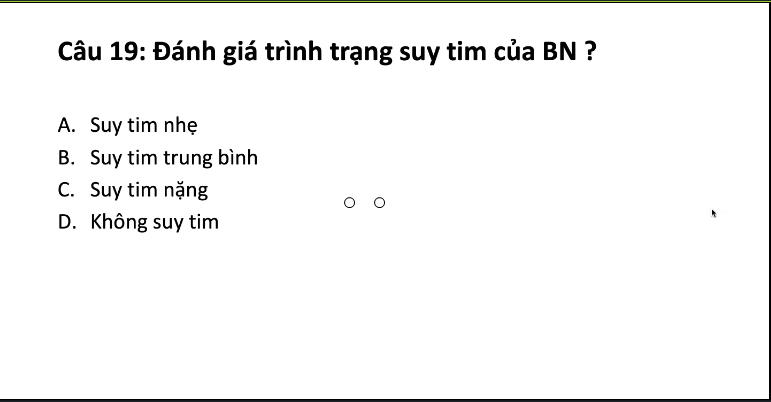 Câu 19: Đánh giá trình trạng suy tim của BN ?
A. Suy tim nhẹ
B. Suy tim trung bình
C. Suy tim nặng
D. Không suy tim